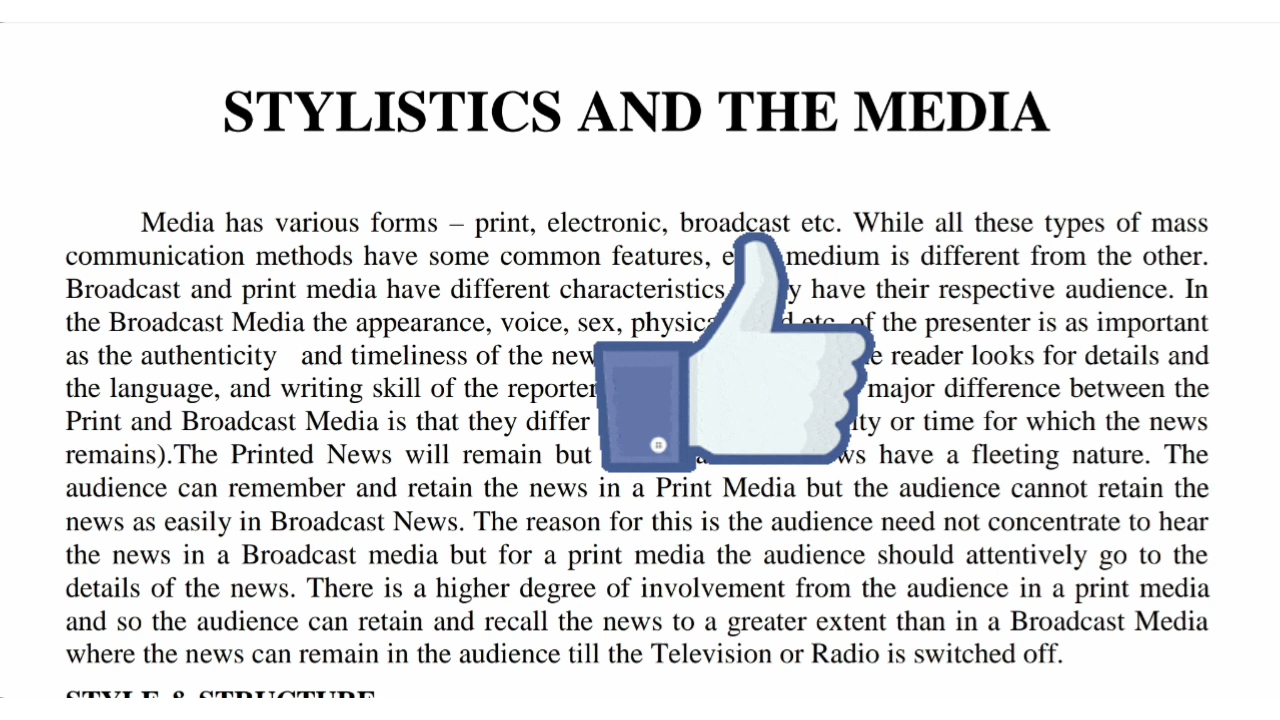 STYLISTICS AND THE MEDIA
Media has various forms – print, electronic, broadcast etc. While all these types of mass
communication methods have some common features, medium is different from the other.
Broadcast and print media have different characteristics have their respective audience. In
the Broadcast Media the appearance, voice, sex, etc. of the presenter is as important
as the authenticity and timeliness of the reader looks for details and
the language, and writing skill of the major difference between the
Print and Broadcast Media is that they differ or time for which the news
remains).The Printed News will remain but have a fleeting nature. The
audience can remember and retain the news in a Print Media but the audience cannot retain the
news as easily in Broadcast News. The reason for this is the audience need not concentrate to hear
the news in a Broadcast media but for a print media the audience should attentively go to the
details of the news. There is a higher degree of involvement from the audience in a print media
and so the audience can retain and recall the news to a greater extent than in a Broadcast Media
where the news can remain in the audience till the Television or Radio is switched off.
STYLE & STRUCTURE